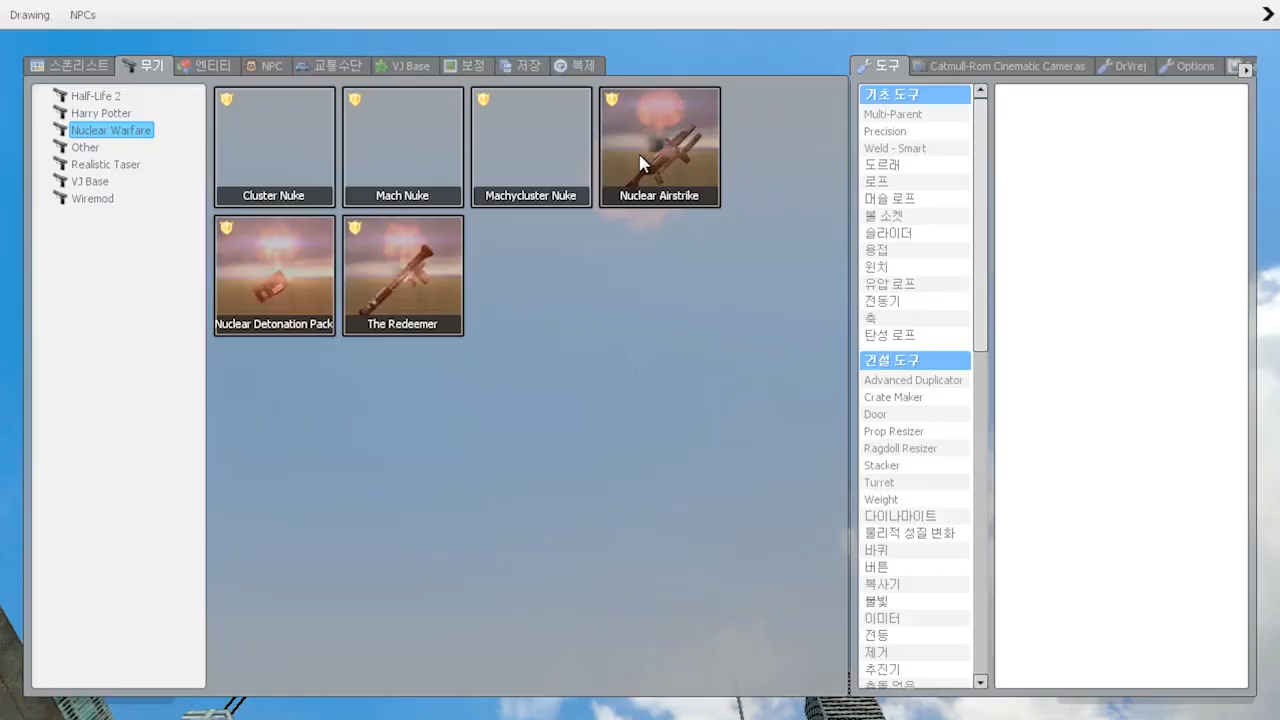 Drawing NPCs
스폰리스트 무기 엔티티 NPC 교통수단 VJ Base 보정 저장 복제
도구 Catmull-Rom Cinematic Cameras DrVrej Options
Half-Life 2
Harry Potter
Nuclear Warfare
Other
Realistic Taser
VJ Base
Wiremod
Cluster Nuke
Mach Nuke
Machycluster Nuke
Nuclear Airstrike
Nuclear Detonation Pack
The Redeemer
기초 도구
Multi-Parent
Precision
Weld - Smart
도르래
로프
머슬 로프
볼 소켓
슬라이더
용접
윈치
유압 로프
전동기
축
탄성 로프
건설 도구
Advanced Duplicator
Crate Maker
Door
Prop Resizer
Ragdoll Resizer
Stacker
Turret
Weight
다이나마이트
물리적 성질 변화
바퀴
버튼
복사기
불빛
이미터
전등
제거
추진기